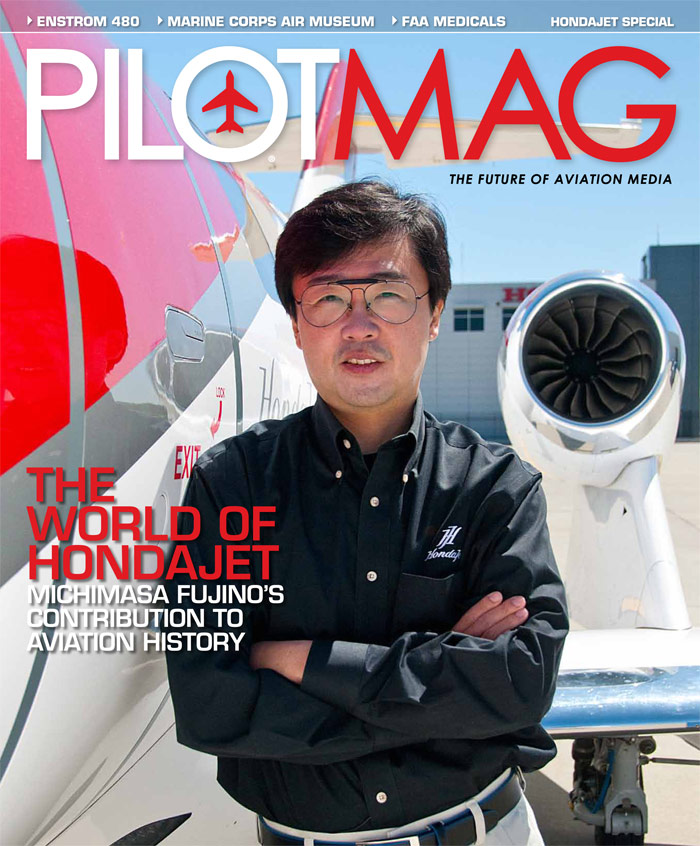 ENSTROM 480 MARINE CORPS AIR MUSEUM FAA MEDICALS HONDAJET SPECIAL
PILOTMAG
THE FUTURE OF AVIATION MEDIA
LOCK
EXIT
THE
WORLD OF
HONDAJET
MICHIMASA FUJINO'S
CONTRIBUTION TO
AVIATION HISTORY